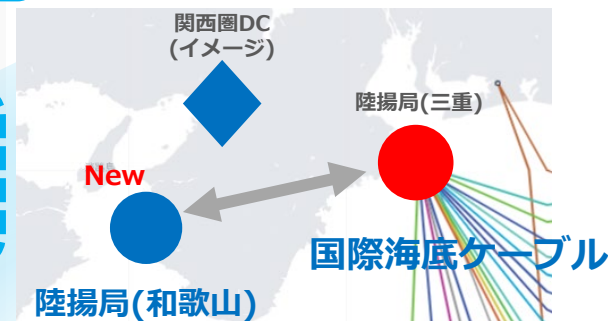 関西圏DC
(イメージ)
陸揚局(三重)
New
国際海底ケーブル
陸揚局(和歌山)